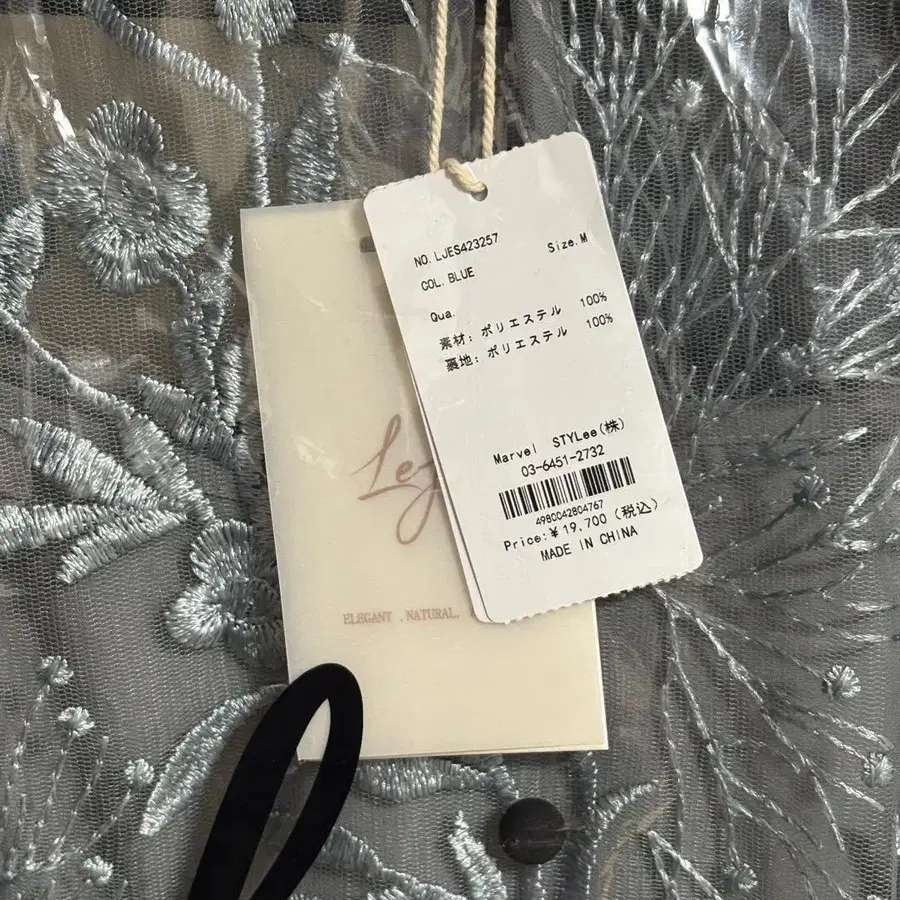 NO. LJES423257 Size. M
COL. BLUE
Qua.
素材: ポリエステル 100%
裏地: ポリエステル 100%
Marvel STYLee(株)
03-6451-2732
4980042804767
Price:¥19,700(税込)
MADE IN CHINA
ELEGANT . NATURAL.